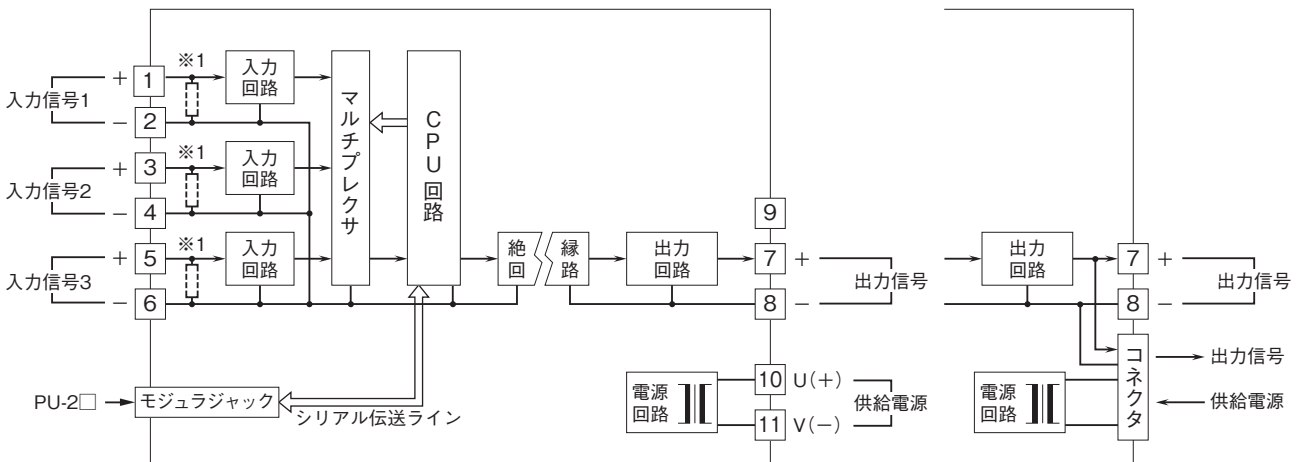 入力信号1
+
1
※1
入力
回路
−
2
入力信号2
+
3
※1
入力
回路
−
4
入力信号3
+
5
※1
入力
回路
−
6
マルチプレクサ
CPU回路
絶 縁
回 路
出力
回路
9
7
+
8
−
出力信号
PU-2□
モジュラジャック
シリアル伝送ライン
電源
回路
10
U(+)
11
V(−)
供給電源
出力
回路
7
+
8
−
出力信号
コネクタ
出力信号
供給電源
電源
回路